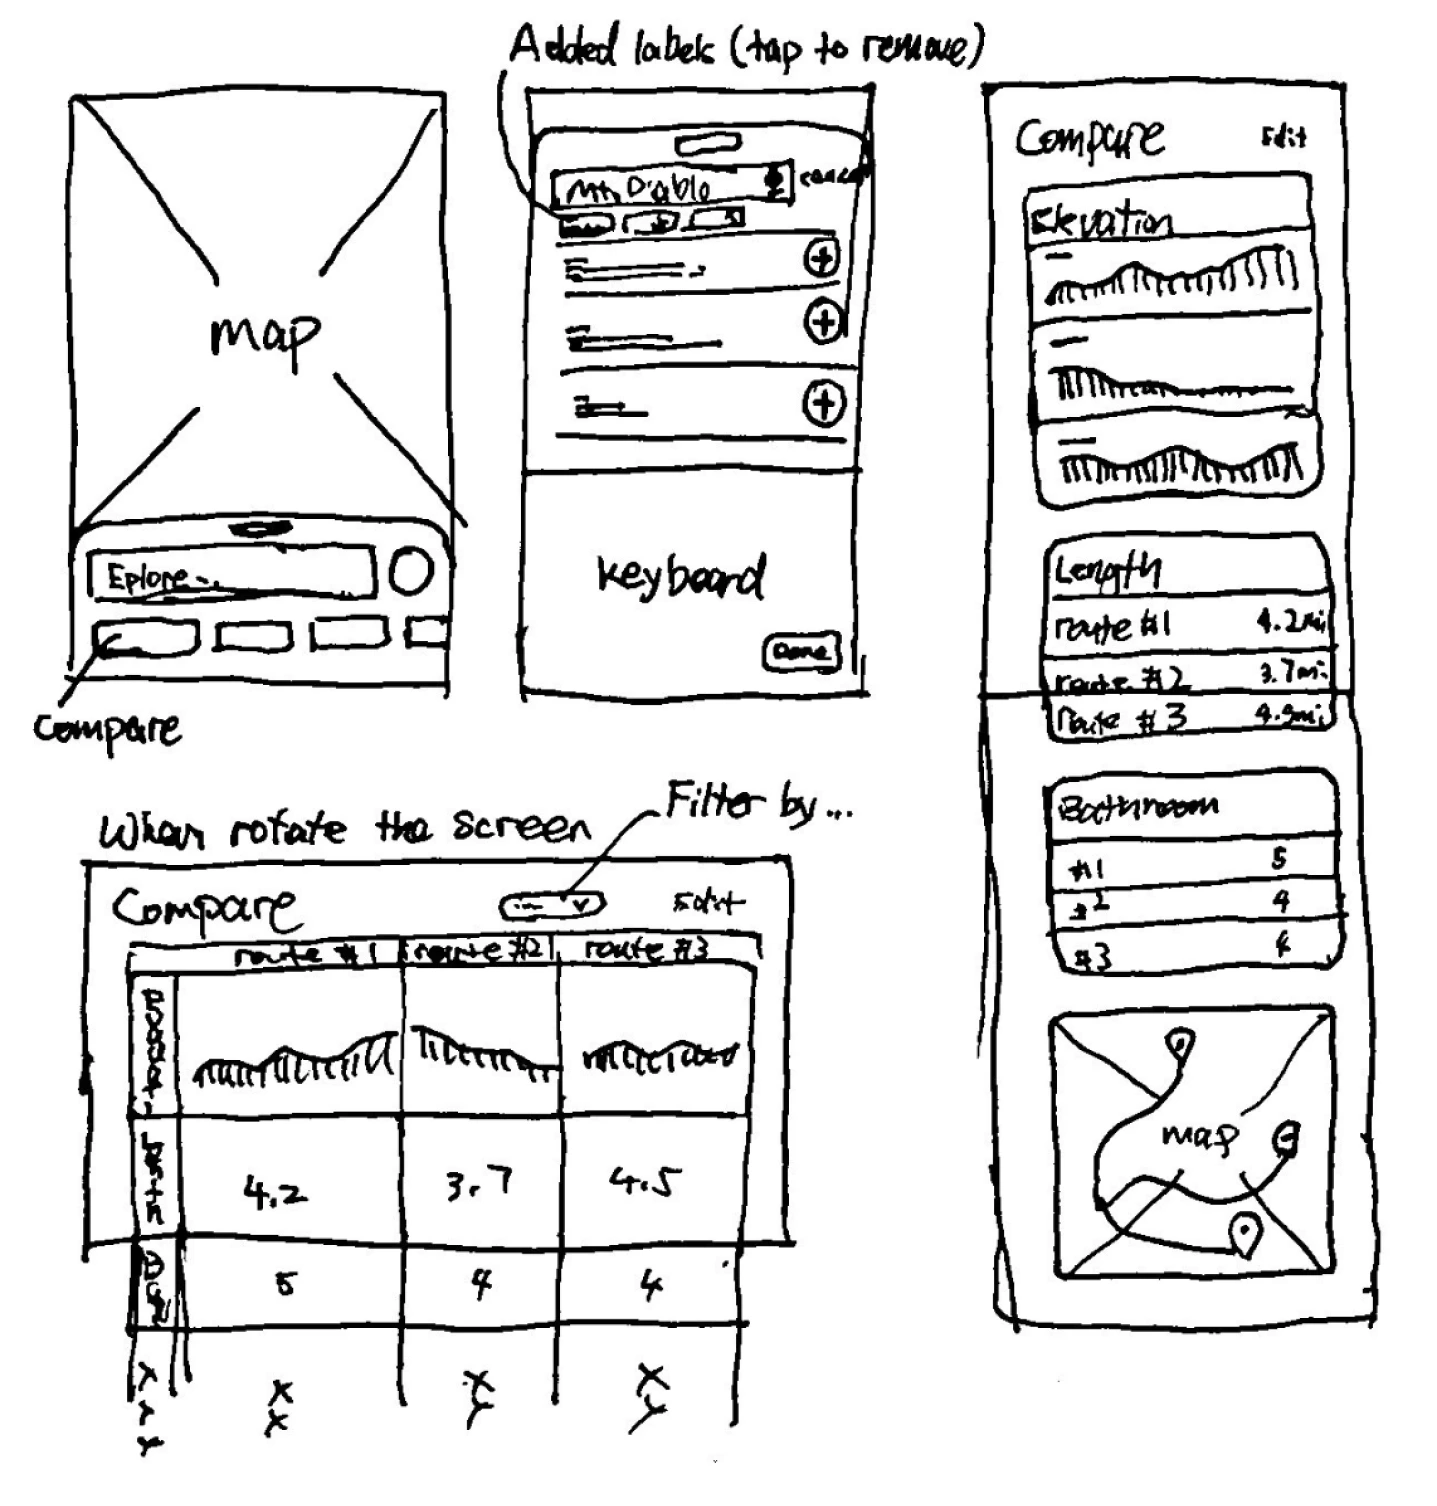 Added labels (tap to remove)
map
Eplore...
Compare
Mt. Diablo
cancel
keyboard
Done
Compare Edit
Elevation
Length
route #1 4.2mi
route #2 3.7mi
route #3 4.5mi
Bathroom
#1 5
#2 4
#3 4
map
When rotate the screen
Filter by...
Compare Edit
route #1 route #2 route #3
Length
4.2 3.7 4.5
5 4 4
x x x x
x x y y
y